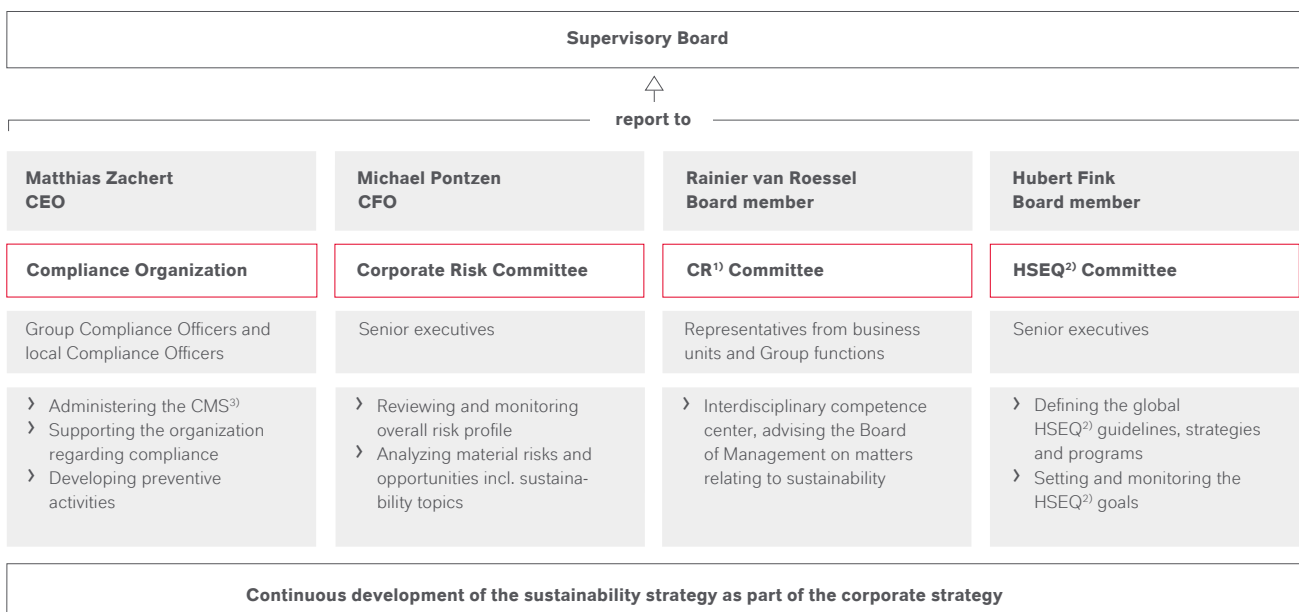 Supervisory Board
report to
Matthias Zachert
CEO
Compliance Organization
Group Compliance Officers and
local Compliance Officers
› Administering the CMS³⁾
› Supporting the organization
regarding compliance
› Developing preventive
activities
Michael Pontzen
CFO
Corporate Risk Committee
Senior executives
› Reviewing and monitoring
overall risk profile
› Analyzing material risks and
opportunities incl. sustaina-
bility topics
Rainier van Roessel
Board member
CR¹⁾ Committee
Representatives from business
units and Group functions
› Interdisciplinary competence
center, advising the Board
of Management on matters
relating to sustainability
Hubert Fink
Board member
HSEQ²⁾ Committee
Senior executives
› Defining the global
HSEQ²⁾ guidelines, strategies
and programs
› Setting and monitoring the
HSEQ²⁾ goals
Continuous development of the sustainability strategy as part of the corporate strategy